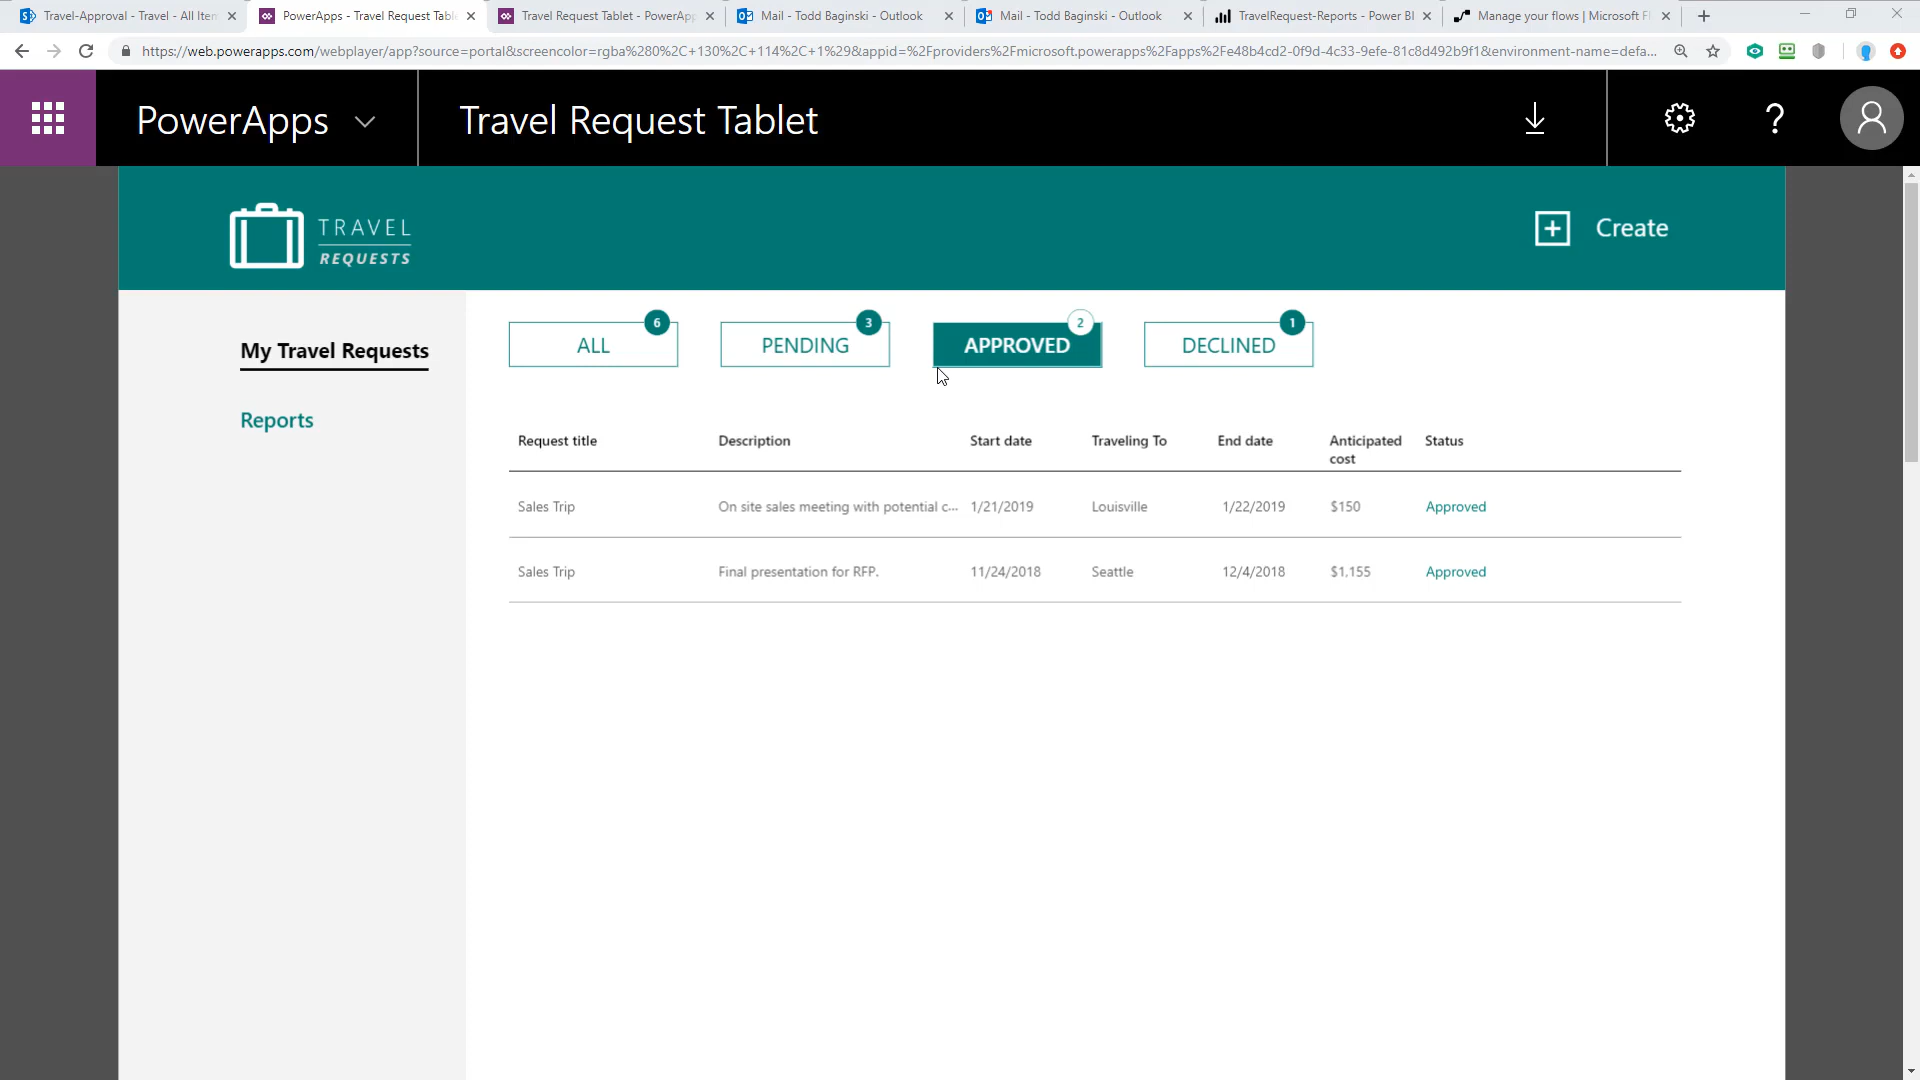 Travel-Approval - Travel - All Item
PowerApps - Travel Request Table
Travel Request Tablet - PowerApp
Mail - Todd Baginski - Outlook
Mail - Todd Baginski - Outlook
TravelRequest-Reports - Power BI
Manage your flows | Microsoft Fl
https://web.powerapps.com/webplayer/app?source=portal&screencolor=rgba%280%2C+130%2C+114%2C+1%29&appid=%2Fproviders%2Fmicrosoft.powerapps%2Fapps%2Fe48b4cd2-0f9d-4c33-9efe-81c8d492b9f1&environment-name=defa...
PowerApps
Travel Request Tablet
?
TRAVEL
REQUESTS
Create
My Travel Requests
Reports
ALL 6
PENDING 3
APPROVED 2
DECLINED 1
Request title Description Start date Traveling To End date Anticipated cost Status
Sales Trip On site sales meeting with potential c... 1/21/2019 Louisville 1/22/2019 $150 Approved
Sales Trip Final presentation for RFP. 11/24/2018 Seattle 12/4/2018 $1,155 Approved